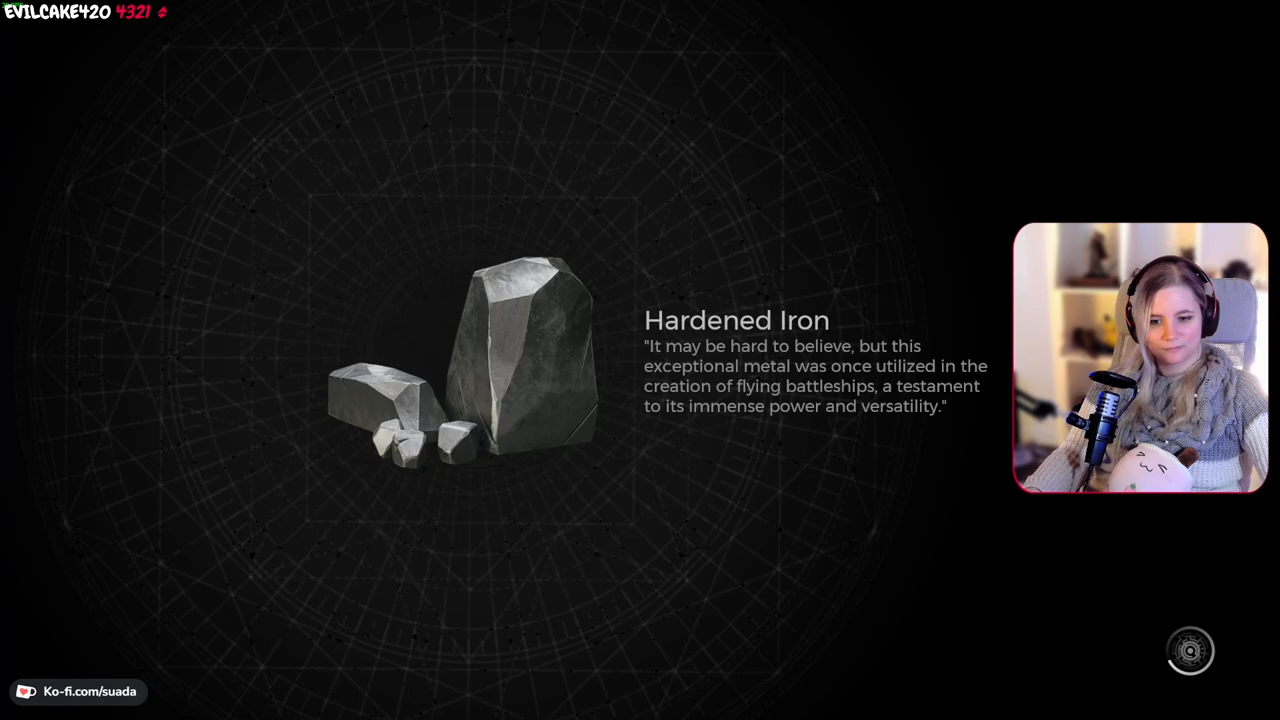 EVILCAKE420 4321
Hardened Iron
"It may be hard to believe, but this
exceptional metal was once utilized in the
creation of flying battleships, a testament
to its immense power and versatility."
Ko-fi.com/suada